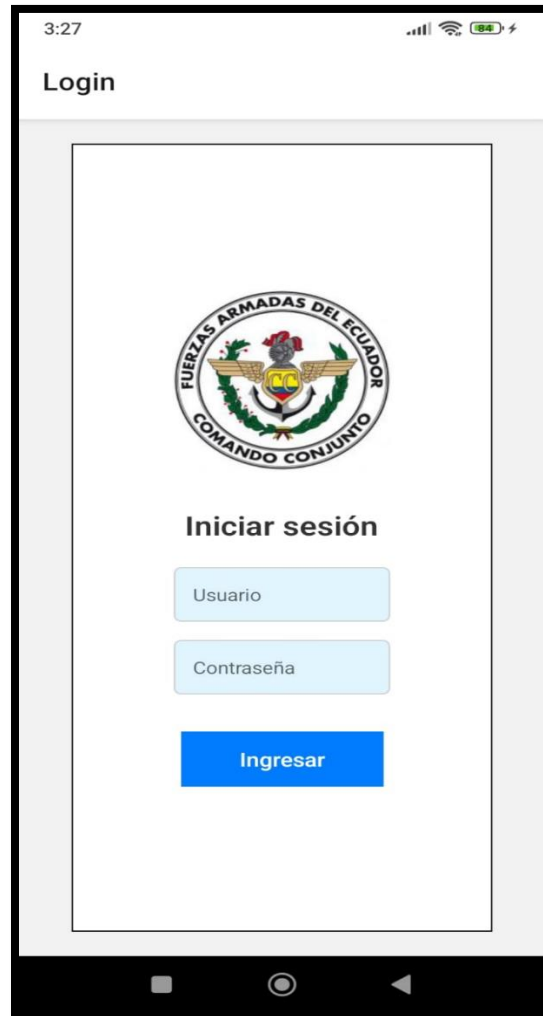 3:27
84
Login
FUERZAS ARMADAS DEL ECUADOR
CC
COMANDO CONJUNTO
Iniciar sesión
Usuario
Contraseña
Ingresar